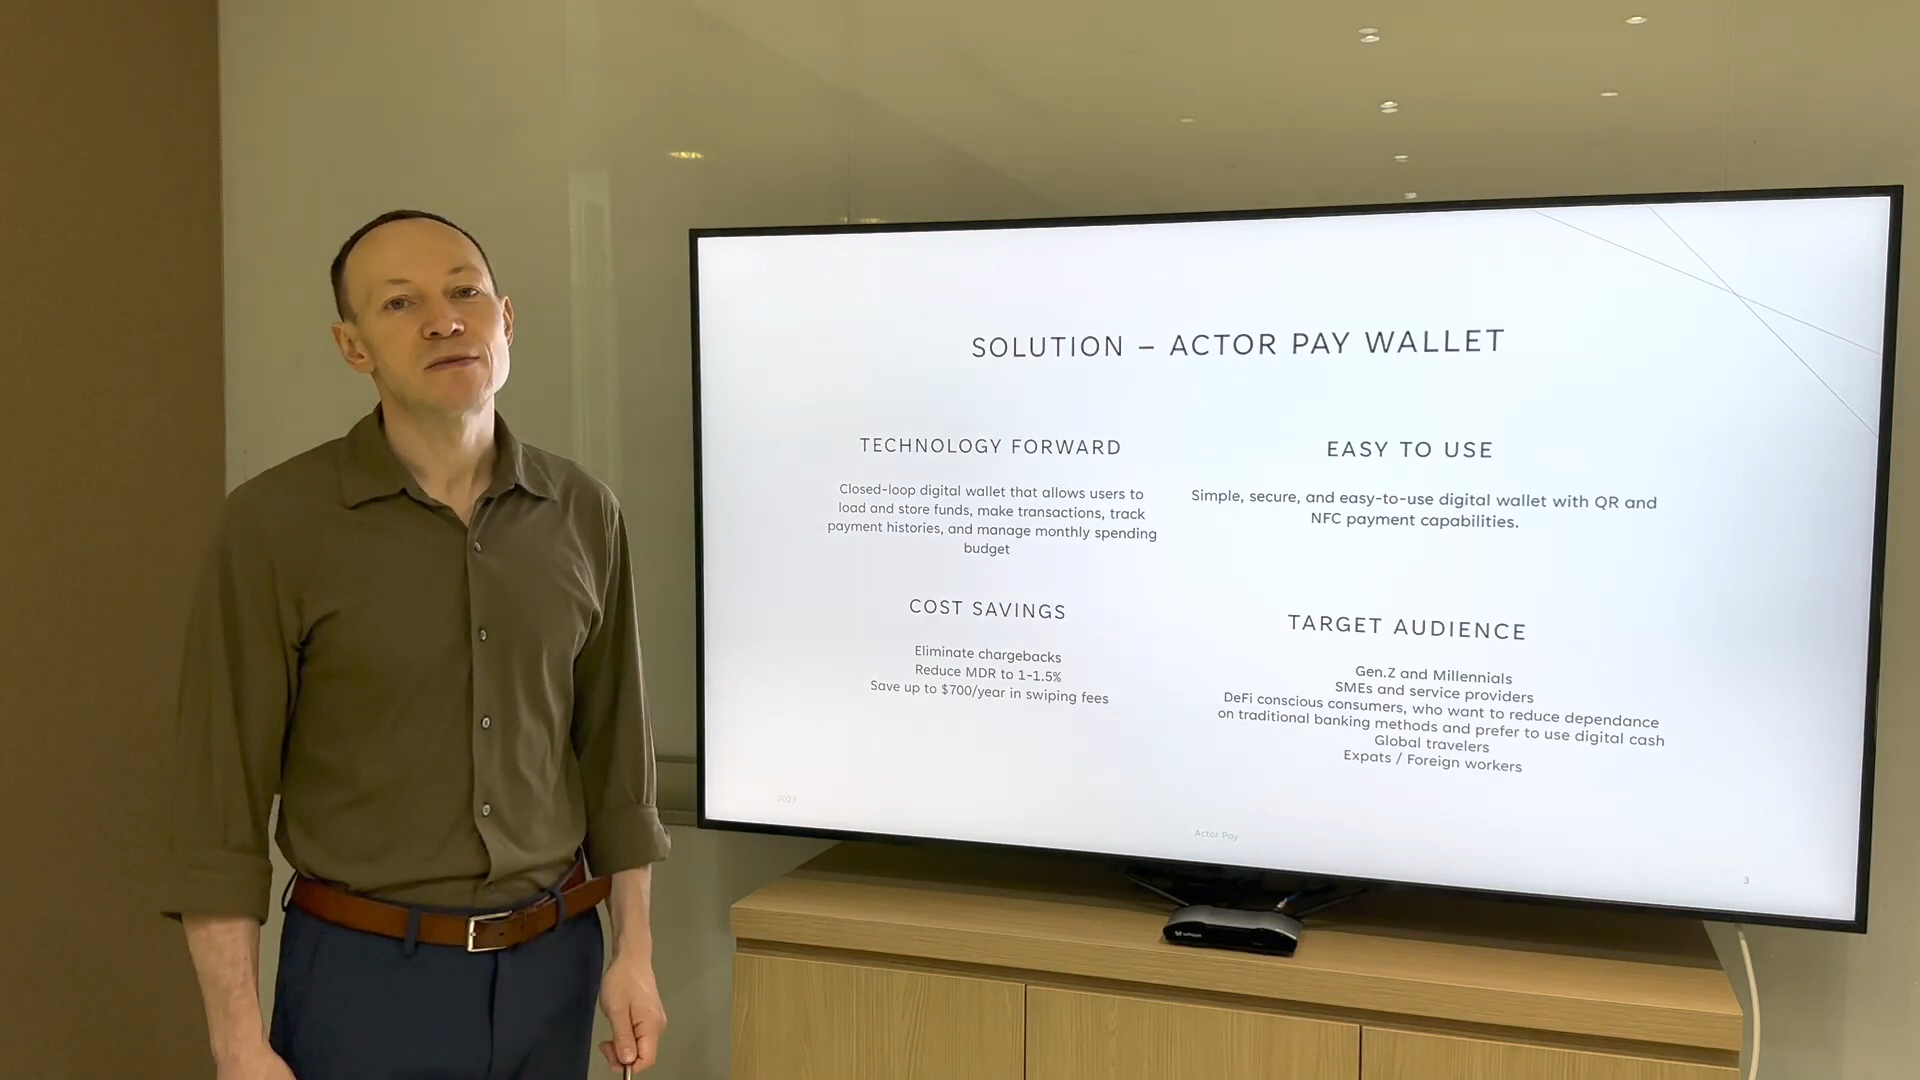 SOLUTION – ACTOR PAY WALLET
TECHNOLOGY FORWARD
Closed-loop digital wallet that allows users to
load and store funds, make transactions, track
payment histories, and manage monthly spending
budget
EASY TO USE
Simple, secure, and easy-to-use digital wallet with QR and
NFC payment capabilities.
COST SAVINGS
Eliminate chargebacks
Reduce MDR to 1-1.5%
Save up to $700/year in swiping fees
TARGET AUDIENCE
Gen.Z and Millennials
SMEs and service providers
DeFi conscious consumers, who want to reduce dependance
on traditional banking methods and prefer to use digital cash
Global travelers
Expats / Foreign workers
2023
Actor Pay
3